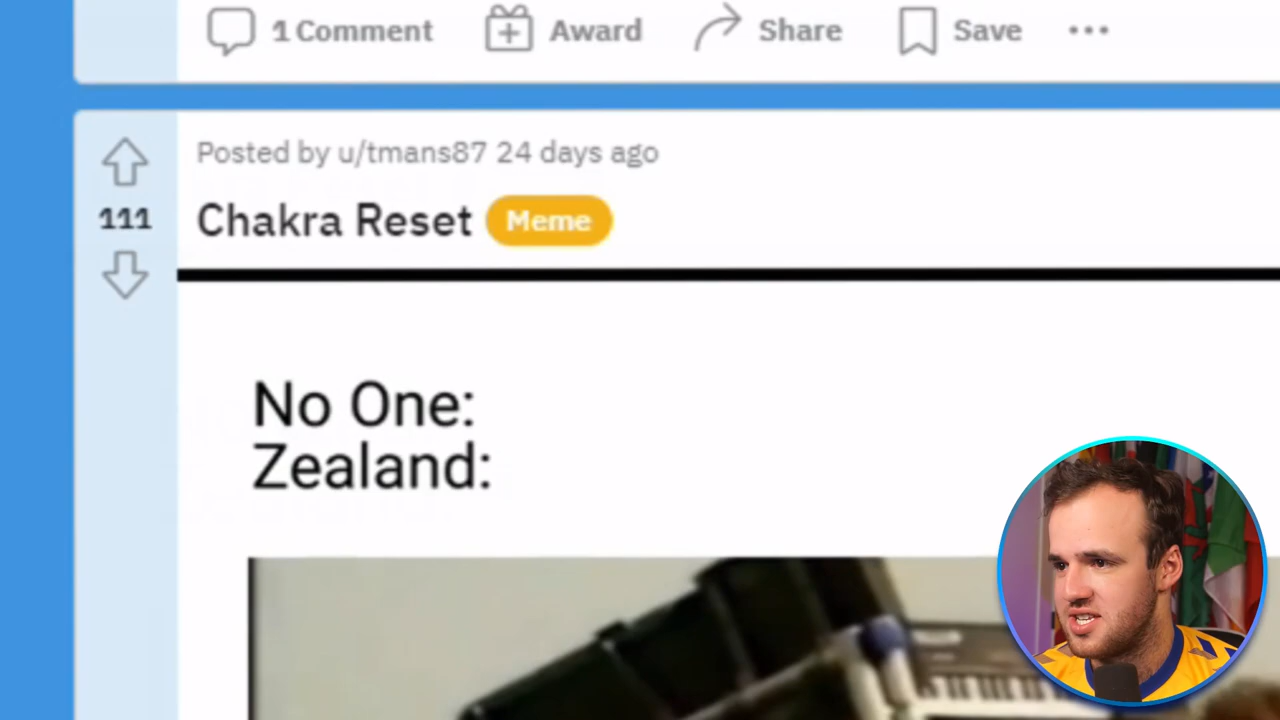 1 Comment Award Share Save
Posted by u/tmans87 24 days ago
111
Chakra Reset Meme
No One:
Zealand: